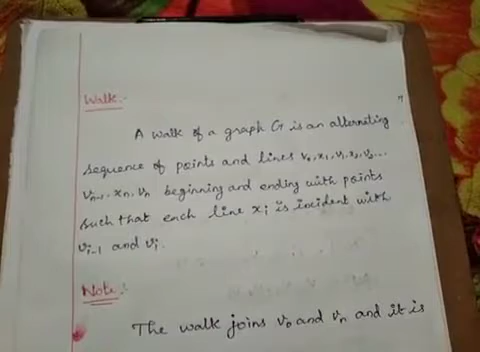 Walk:-
A walk of a graph G is an alternating
sequence of points and lines v₀, x₁, v₁, x₂, v₂...
vₙ₋₁, xₙ, vₙ beginning and ending with points
such that each line xᵢ is incident with
vᵢ₋₁ and vᵢ.
Note:-
The walk joins v₀ and vₙ and it is